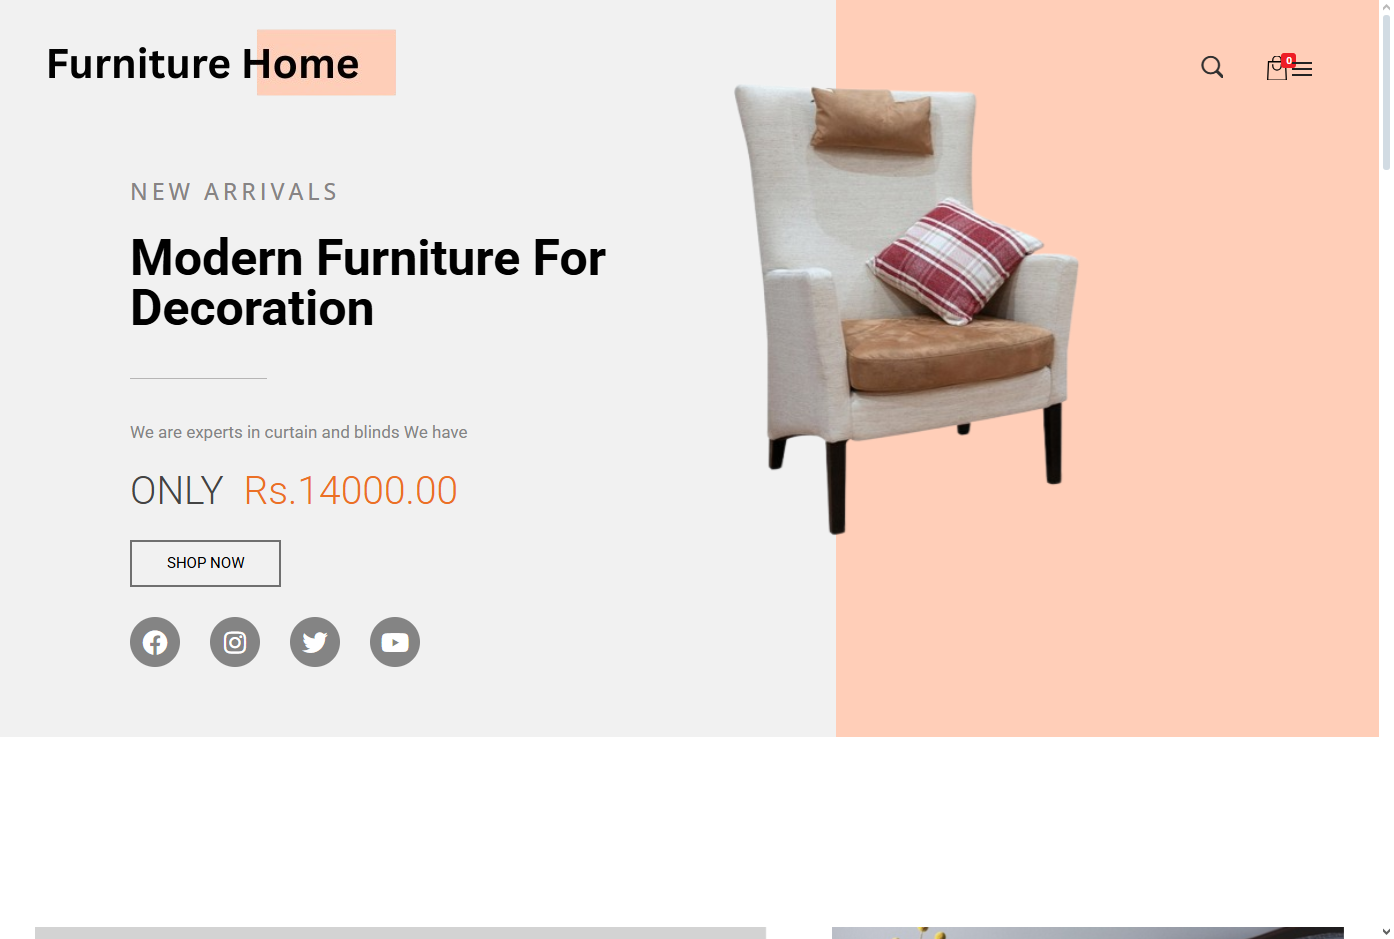 Furniture Home
0
NEW ARRIVALS
Modern Furniture For
Decoration
We are experts in curtain and blinds We have
ONLY Rs.14000.00
SHOP NOW